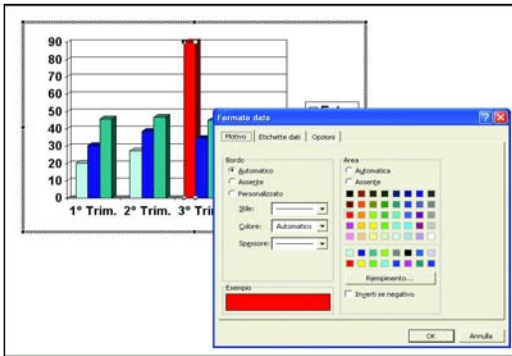 90
80
70
60
50
40
30
20
10
0
1° Trim. 2° Trim. 3° Trim
Formato dato
Motivo Etichette dati Opzioni
Bordo
Automatico
Assente
Personalizzato
Stile:
Colore: Automatico
Spessore:
Esempio
Area
Automatica
Assente
Riempimento...
Inverti se negativo
OK Annulla